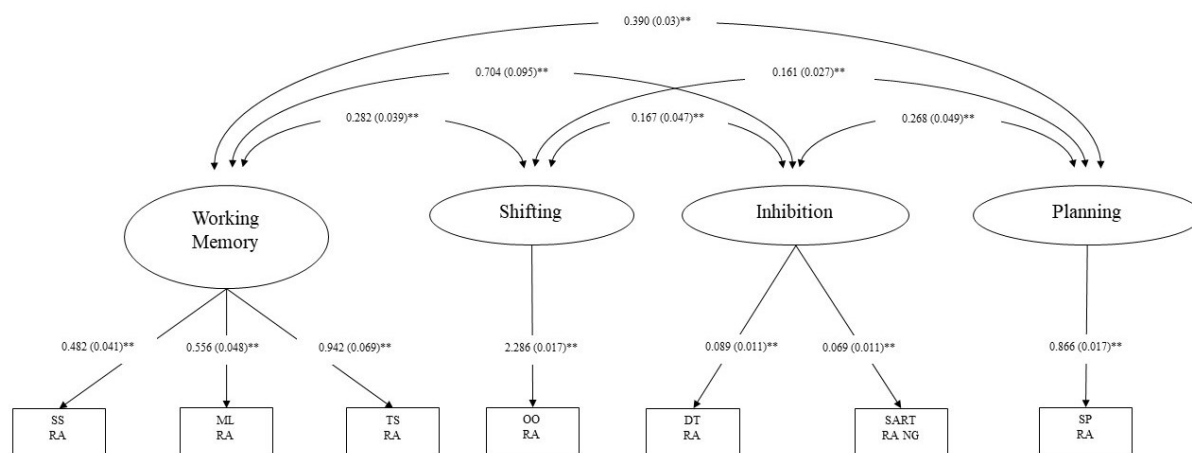 0.390 (0.03)**
0.704 (0.095)**
0.161 (0.027)**
0.282 (0.039)**
0.167 (0.047)**
0.268 (0.049)**
Working
Memory
Shifting
Inhibition
Planning
0.482 (0.041)**
0.556 (0.048)**
0.942 (0.069)**
2.286 (0.017)**
0.089 (0.011)**
0.069 (0.011)**
0.866 (0.017)**
SS
RA
ML
RA
TS
RA
OO
RA
DT
RA
SART
RA NG
SP
RA